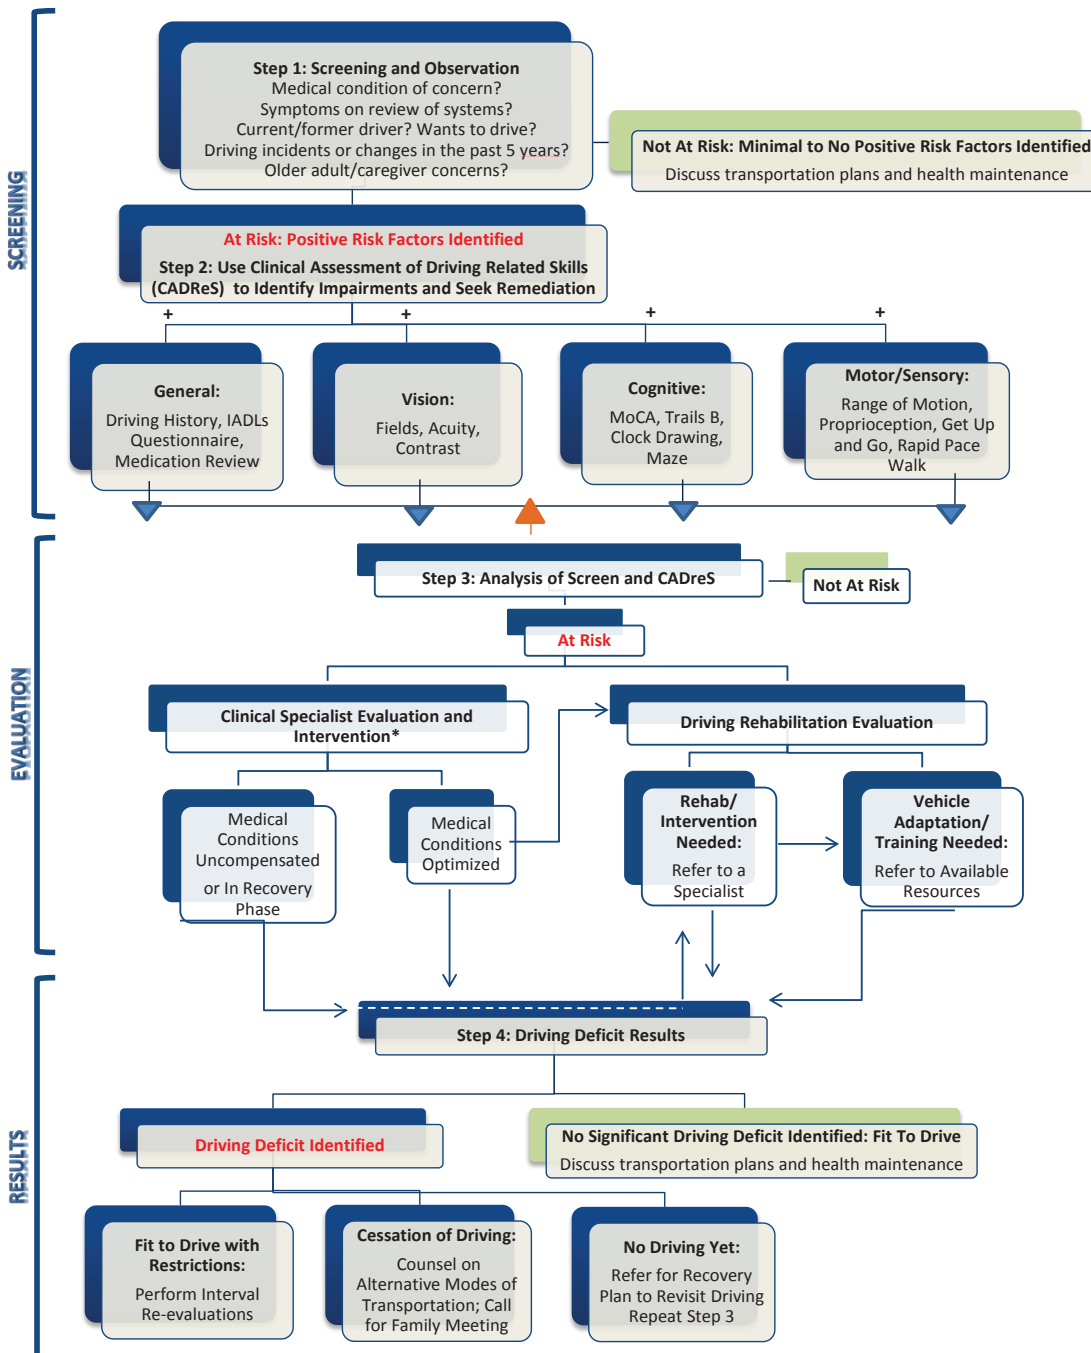 SCREENING
Step 1: Screening and Observation
Medical condition of concern?
Symptoms on review of systems?
Current/former driver? Wants to drive?
Driving incidents or changes in the past 5 years?
Older adult/caregiver concerns?
Not At Risk: Minimal to No Positive Risk Factors Identified
Discuss transportation plans and health maintenance
At Risk: Positive Risk Factors Identified
Step 2: Use Clinical Assessment of Driving Related Skills
(CADReS) to Identify Impairments and Seek Remediation
+
+
+
+
General:
Driving History, IADLs
Questionnaire,
Medication Review
Vision:
Fields, Acuity,
Contrast
Cognitive:
MoCA, Trails B,
Clock Drawing,
Maze
Motor/Sensory:
Range of Motion,
Proprioception, Get Up
and Go, Rapid Pace
Walk
EVALUATION
Step 3: Analysis of Screen and CADreS
Not At Risk
At Risk
Clinical Specialist Evaluation and
Intervention*
Driving Rehabilitation Evaluation
Medical
Conditions
Uncompensated
or In Recovery
Phase
Medical
Conditions
Optimized
Rehab/
Intervention
Needed:
Refer to a
Specialist
Vehicle
Adaptation/
Training Needed:
Refer to Available
Resources
RESULTS
Step 4: Driving Deficit Results
Driving Deficit Identified
No Significant Driving Deficit Identified: Fit To Drive
Discuss transportation plans and health maintenance
Fit to Drive with
Restrictions:
Perform Interval
Re-evaluations
Cessation of Driving:
Counsel on
Alternative Modes of
Transportation; Call
for Family Meeting
No Driving Yet:
Refer for Recovery
Plan to Revisit Driving
Repeat Step 3